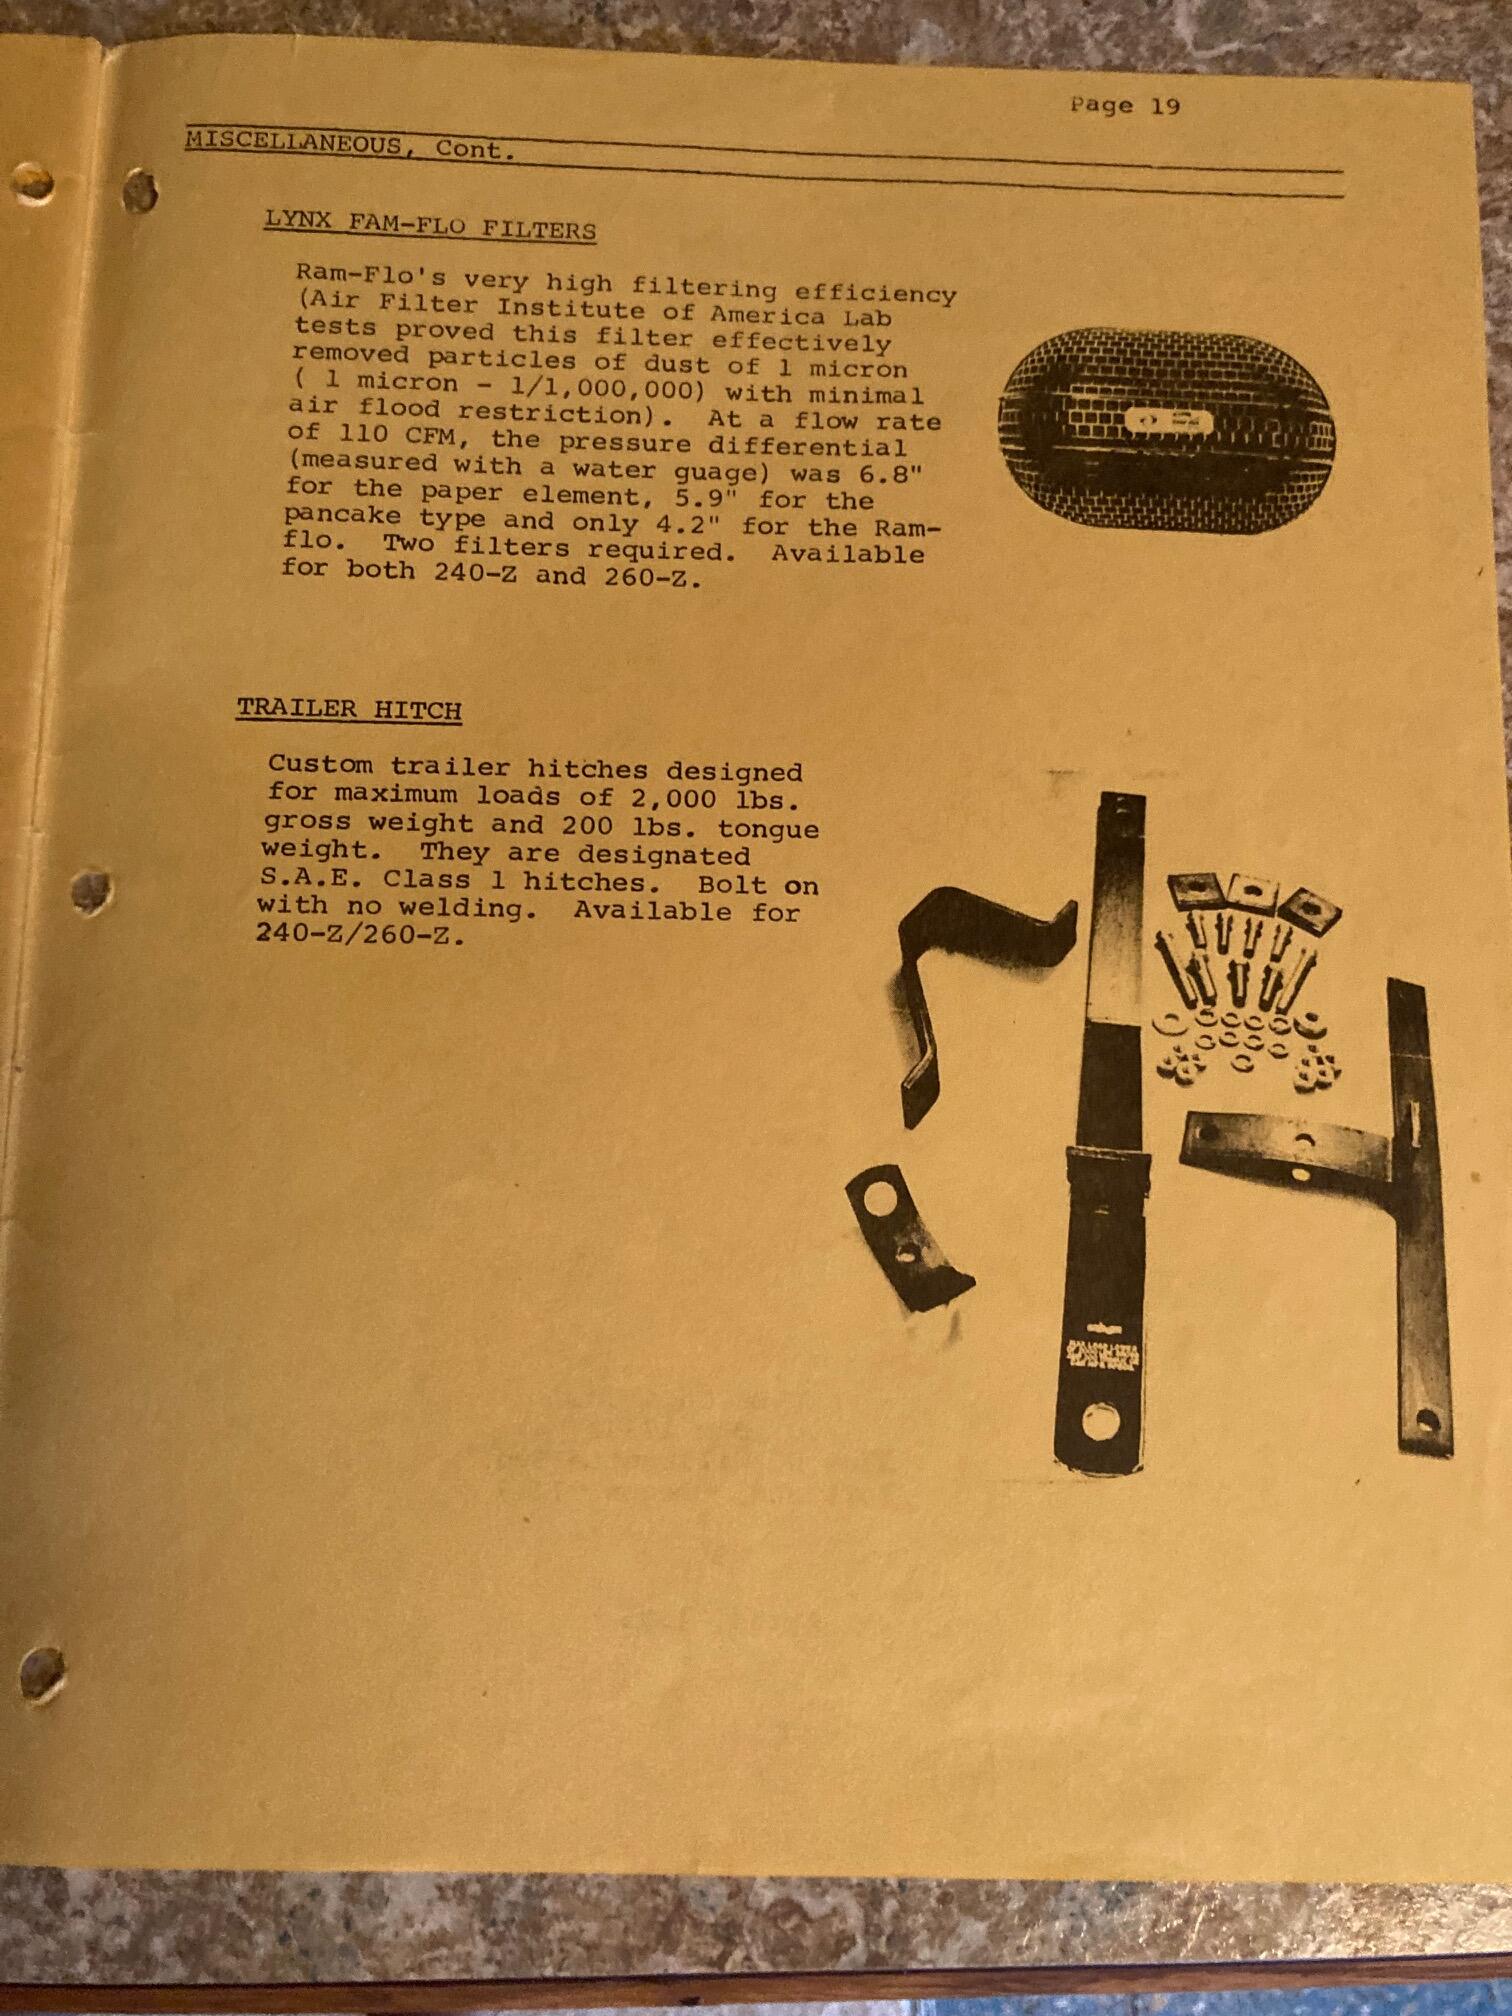 Page 19
MISCELLANEOUS, Cont.
LYNX FAM-FLO FILTERS
Ram-Flo's very high filtering efficiency
(Air Filter Institute of America Lab
tests proved this filter effectively
removed particles of dust of 1 micron
( 1 micron - 1/1,000,000) with minimal
air flood restriction). At a flow rate
of 110 CFM, the pressure differential
(measured with a water guage) was 6.8"
for the paper element, 5.9" for the
pancake type and only 4.2" for the Ram-
flo. Two filters required. Available
for both 240-Z and 260-Z.
TRAILER HITCH
Custom trailer hitches designed
for maximum loads of 2,000 lbs.
gross weight and 200 lbs. tongue
weight. They are designated
S.A.E. Class 1 hitches. Bolt on
with no welding. Available for
240-Z/260-Z.